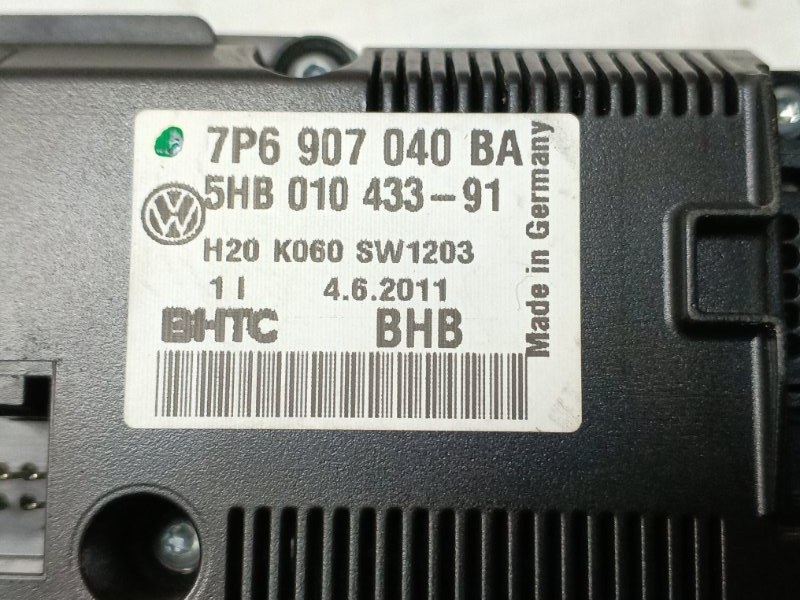 7P6 907 040 BA
5HB 010 433-91
H20 K060 SW1203
1 I 4.6.2011
BHTC BHB
Made in Germany